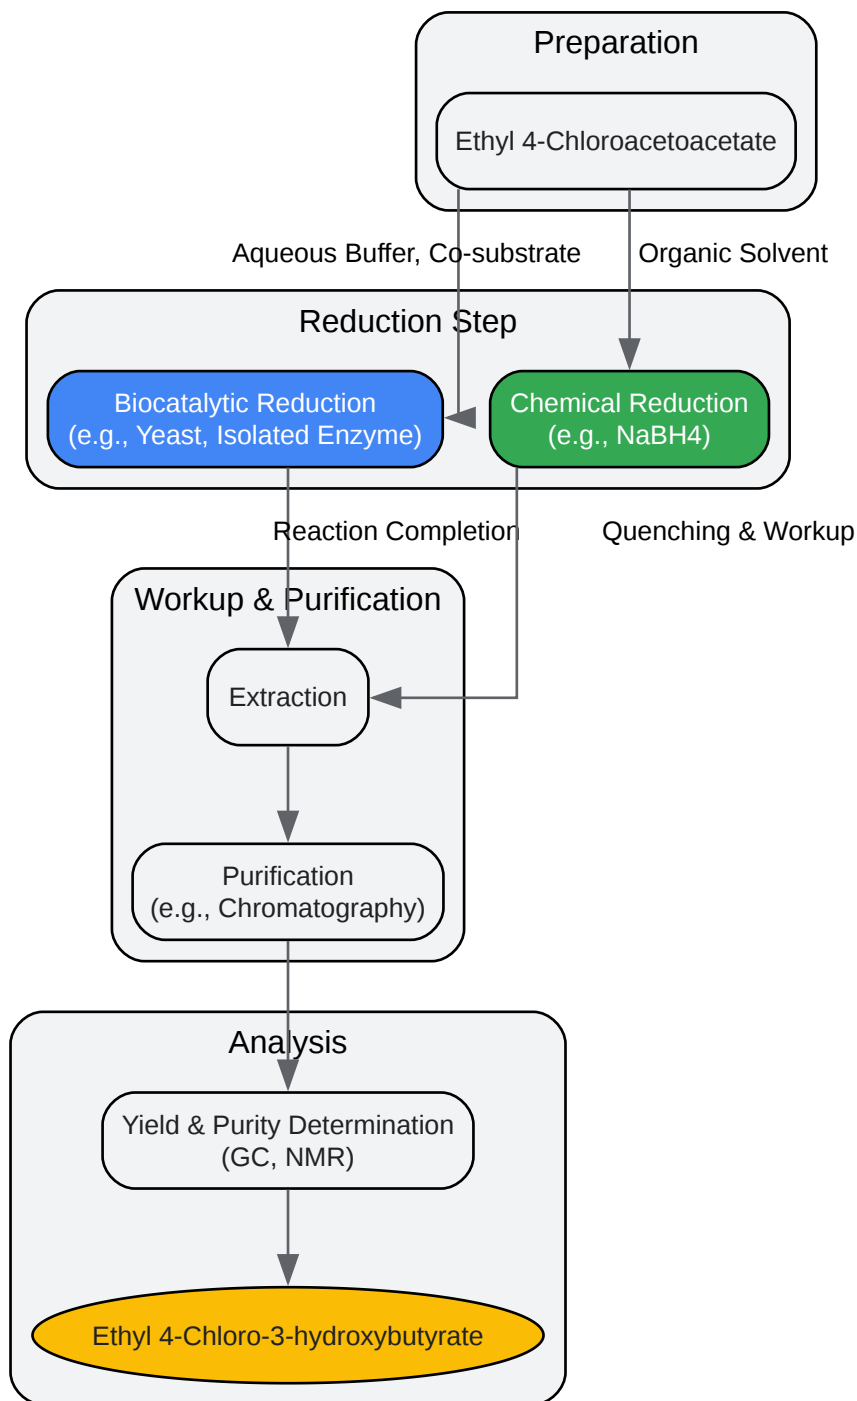 Preparation
Ethyl 4-Chloroacetoacetate
Aqueous Buffer, Co-substrate
Organic Solvent
Reduction Step
Biocatalytic Reduction
(e.g., Yeast, Isolated Enzyme)
Chemical Reduction
(e.g., NaBH4)
Reaction Completion
Quenching & Workup
Workup & Purification
Extraction
Purification
(e.g., Chromatography)
Analysis
Yield & Purity Determination
(GC, NMR)
Ethyl 4-Chloro-3-hydroxybutyrate